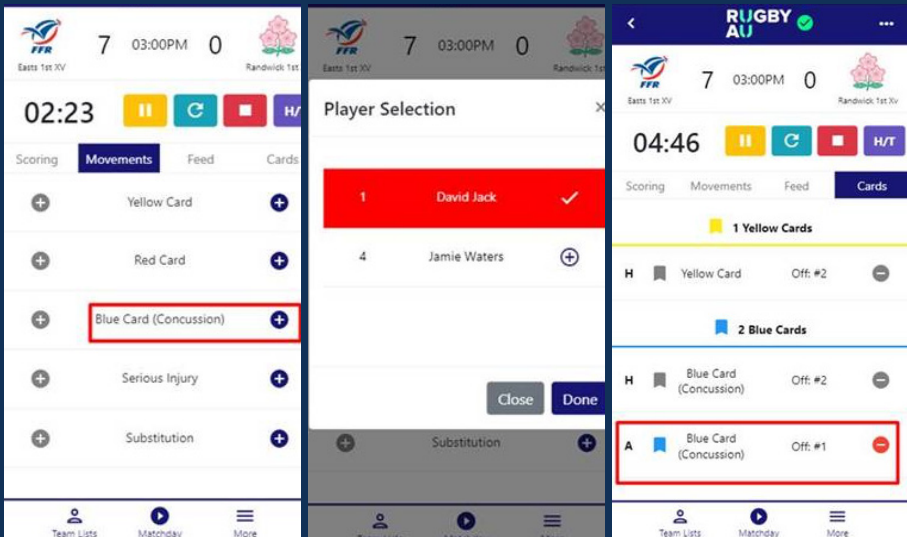 FFR
7 03:00PM 0
Easts 1st XV
Randwick 1st
02:23
H/
Scoring Movements Feed Cards
Yellow Card
Red Card
Blue Card (Concussion)
Serious Injury
Substitution
Team Lists Matchday More
FFR
7 03:00PM 0
Easts 1st XV
Randwick 1st
Player Selection
1 David Jack
4 Jamie Waters
Close Done
Substitution
RUGBY
AU
FFR
7 03:00PM 0
Easts 1st XV
Randwick 1st Xv
04:46
H/T
Scoring Movements Feed Cards
1 Yellow Cards
H Yellow Card Off: #2
2 Blue Cards
H Blue Card (Concussion) Off: #2
A Blue Card (Concussion) Off: #1
Team Lists Matchday More